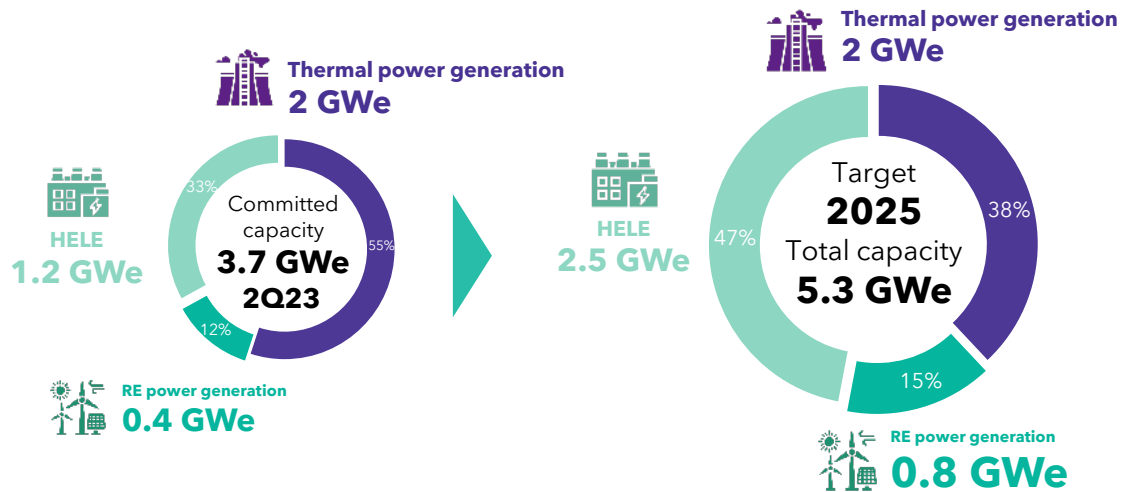 Thermal power generation
2 GWe
33%
HELE
1.2 GWe
Committed
capacity
3.7 GWe
2Q23
55%
12%
RE power generation
0.4 GWe
Thermal power generation
2 GWe
HELE
2.5 GWe
47%
Target
2025
Total capacity
5.3 GWe
38%
15%
RE power generation
0.8 GWe